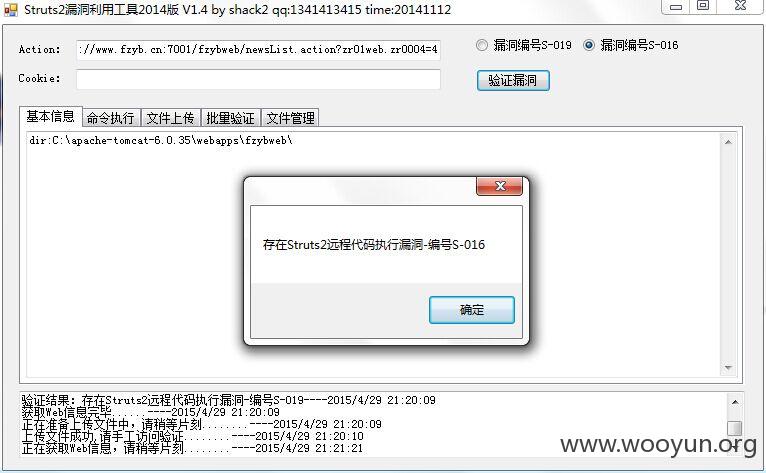 Struts2漏洞利用工具2014版 V1.4 by shack2 qq:1341413415 time:20141112
Action: ://www.fzyb.cn:7001/fzybweb/newsList.action?zr01web.zr0004=4 漏洞编号S-019 漏洞编号S-016
Cookie: 验证漏洞
基本信息 命令执行 文件上传 批量验证 文件管理
dir:C:\apache-tomcat-6.0.35\webapps\fzybweb\
存在Struts2远程代码执行漏洞-编号S-016
确定
验证结果: 存在Struts2远程代码执行漏洞-编号S-019----2015/4/29 21:20:09
获取Web信息完毕......----2015/4/29 21:20:09
正在准备上传文件中,请稍等片刻........----2015/4/29 21:20:09
上传文件成功,请手工访问验证........----2015/4/29 21:20:10
正在获取Web信息，请稍等片刻........----2015/4/29 21:21:21
www.wooyun.org